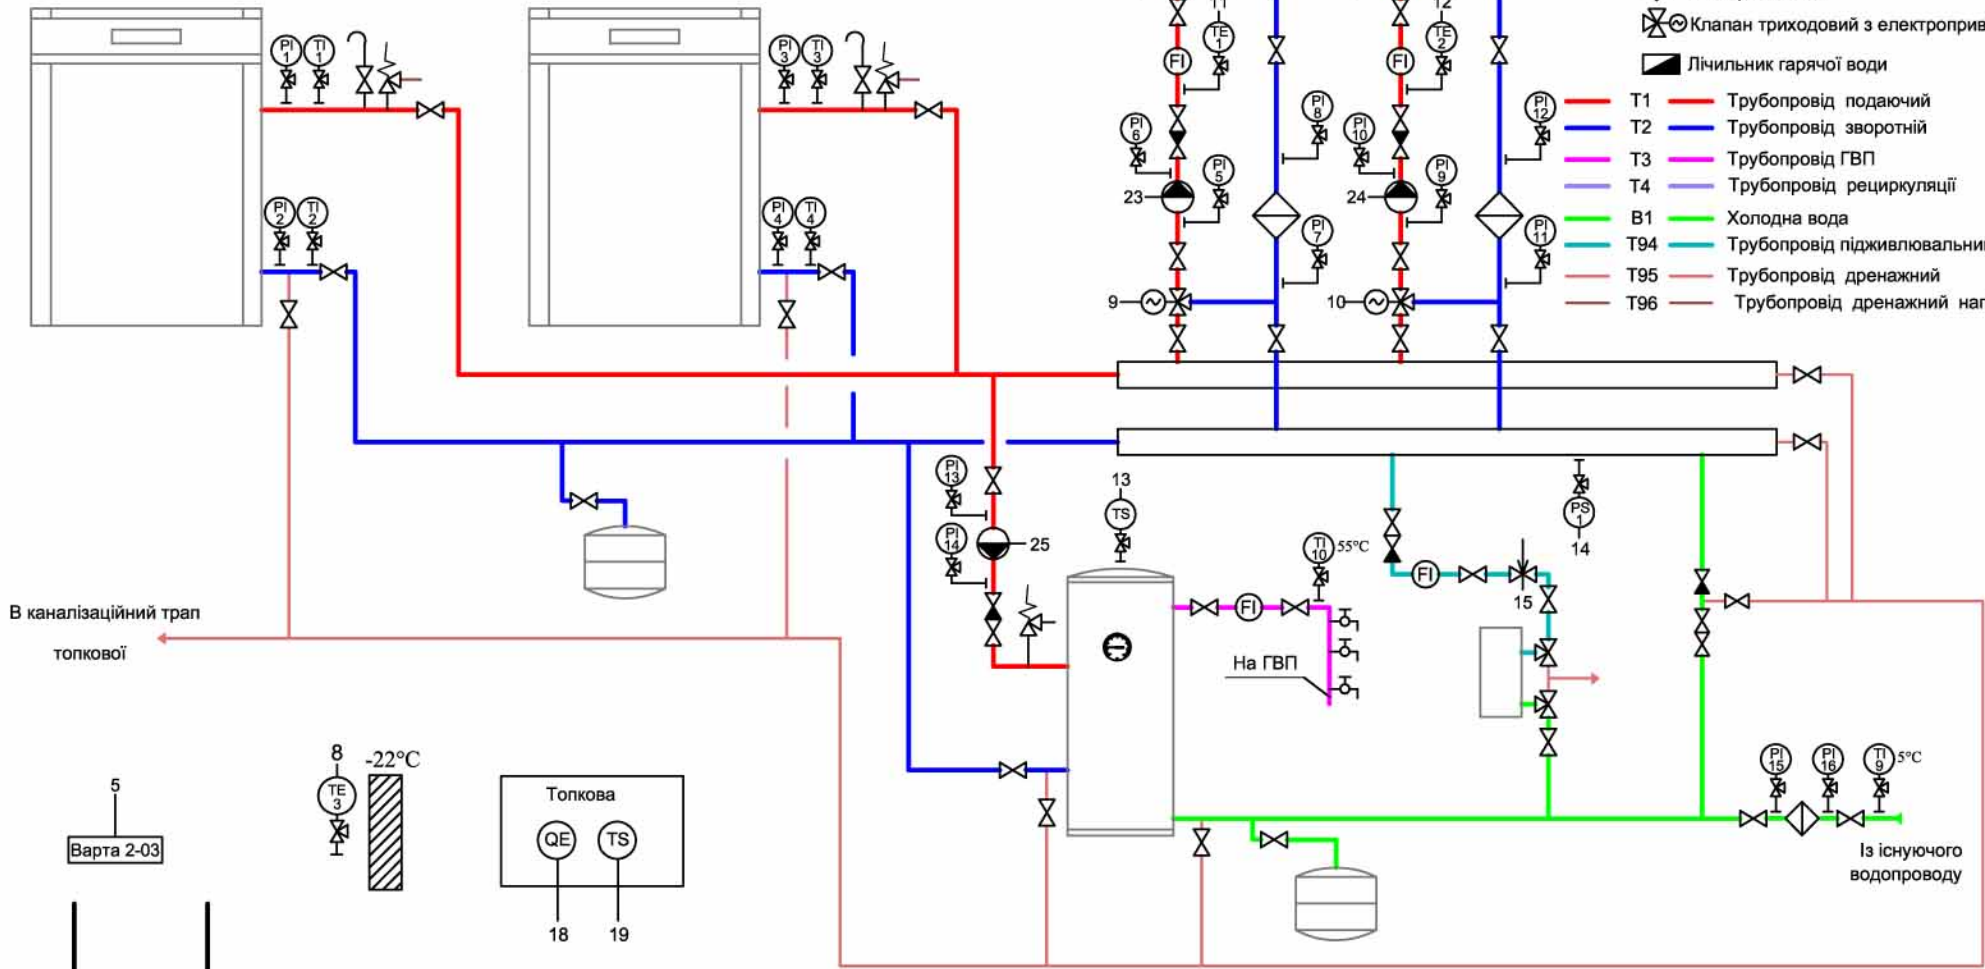 11
12
Клапан триходовий з електроприв
Лічильник гарячої води
Т1 Трубопровід подаючий
Т2 Трубопровід зворотній
Т3 Трубопровід ГВП
Т4 Трубопровід рециркуляції
В1 Холодна вода
Т94 Трубопровід підживлювальни
Т95 Трубопровід дренажний
Т96 Трубопровід дренажний нап
PI 1
TI 1
PI 3
TI 3
FI
TE 1
FI
TE 2
PI 6
PI 8
PI 10
PI 12
PI 5
PI 9
23
24
PI 2
TI 2
PI 4
TI 4
PI 7
PI 11
9
10
PI 13
13
TS
PS 1
14
PI 14
25
TI 10
55°C
FI
FI
15
В каналізаційний трап
топкової
На ГВП
8
-22°C
TE 3
5
Варта 2-03
Топкова
QE
TS
18
19
PI 15
PI 16
TI 9
5°C
Із існуючого
водопроводу